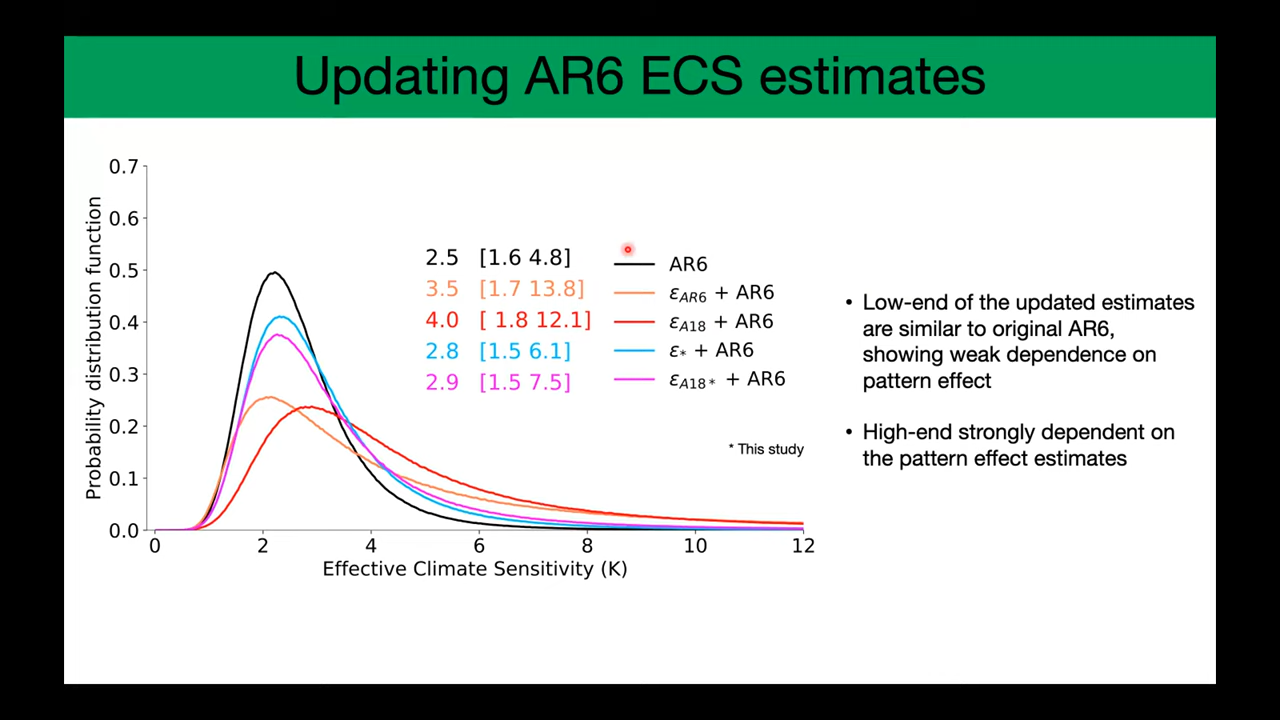 Updating AR6 ECS estimates
Probability distribution function
0.7
0.6
0.5
0.4
0.3
0.2
0.1
0.0
0 2 4 6 8 10 12
Effective Climate Sensitivity (K)
2.5 [1.6 4.8] AR6
3.5 [1.7 13.8] εAR6 + AR6
4.0 [ 1.8 12.1] εA18 + AR6
2.8 [1.5 6.1] ε* + AR6
2.9 [1.5 7.5] εA18* + AR6
* This study
• Low-end of the updated estimates
are similar to original AR6,
showing weak dependence on
pattern effect
• High-end strongly dependent on
the pattern effect estimates